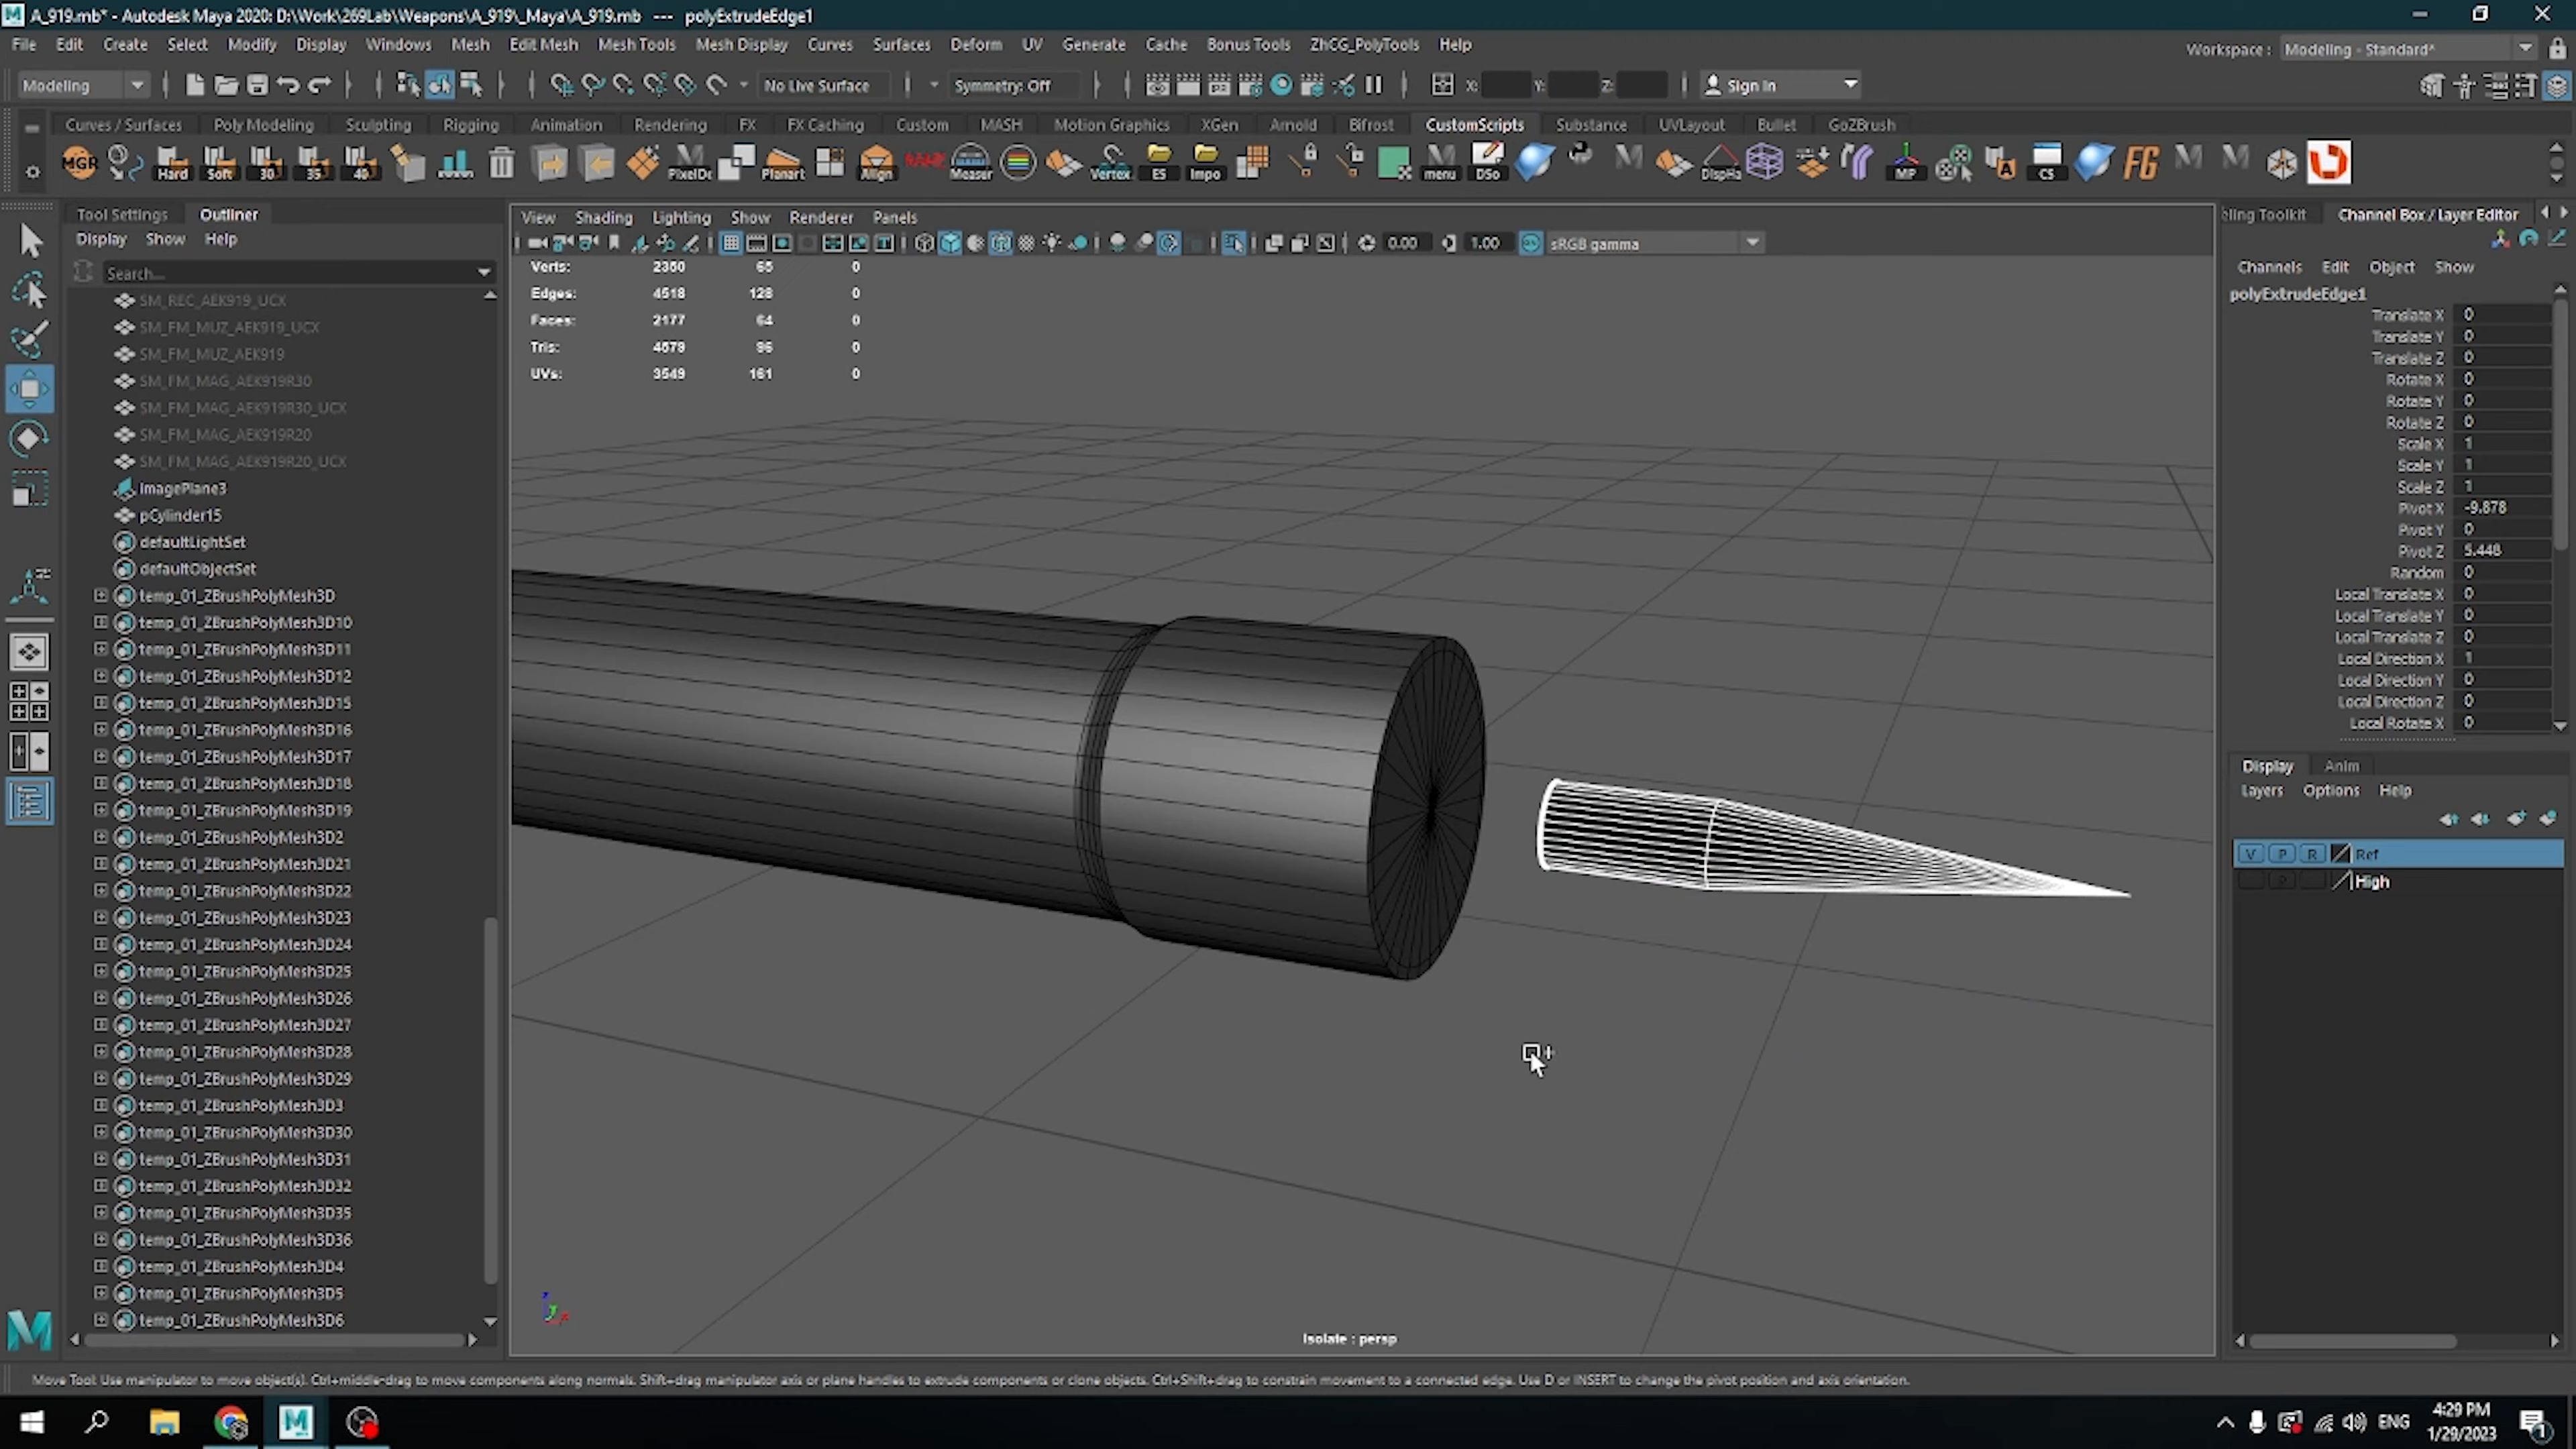 A_919.mb* - Autodesk Maya 2020: D:\Work\269Lab\Weapons\A_919\_Maya\A_919.mb --- polyExtrudeEdge1
File Edit Create Select Modify Display Windows Mesh Edit Mesh Mesh Tools Mesh Display Curves Surfaces Deform UV Generate Cache Bonus Tools ZhCG_PolyTools Help
Workspace : Modeling - Standard*
Modeling No Live Surface Symmetry: Off X: Y: Z: Sign In
Curves / Surfaces Poly Modeling Sculpting Rigging Animation Rendering FX FX Caching Custom MASH Motion Graphics XGen Arnold Bifrost CustomScripts Substance UVLayout Bullet GoZBrush
MGR Hard Soft 30 35 40 PixelDe Planart Align Measur Vertex ES Impo menu DSo DispHa MP A CS FG
Tool Settings Outliner
Display Show Help
Search...
SM_REC_AEK919_UCX
SM_FM_MUZ_AEK919_UCX
SM_FM_MUZ_AEK919
SM_FM_MAG_AEK919R30
SM_FM_MAG_AEK919R30_UCX
SM_FM_MAG_AEK919R20
SM_FM_MAG_AEK919R20_UCX
imagePlane3
pCylinder15
defaultLightSet
defaultObjectSet
temp_01_ZBrushPolyMesh3D
temp_01_ZBrushPolyMesh3D10
temp_01_ZBrushPolyMesh3D11
temp_01_ZBrushPolyMesh3D12
temp_01_ZBrushPolyMesh3D15
temp_01_ZBrushPolyMesh3D16
temp_01_ZBrushPolyMesh3D17
temp_01_ZBrushPolyMesh3D18
temp_01_ZBrushPolyMesh3D19
temp_01_ZBrushPolyMesh3D2
temp_01_ZBrushPolyMesh3D21
temp_01_ZBrushPolyMesh3D22
temp_01_ZBrushPolyMesh3D23
temp_01_ZBrushPolyMesh3D24
temp_01_ZBrushPolyMesh3D25
temp_01_ZBrushPolyMesh3D26
temp_01_ZBrushPolyMesh3D27
temp_01_ZBrushPolyMesh3D28
temp_01_ZBrushPolyMesh3D29
temp_01_ZBrushPolyMesh3D3
temp_01_ZBrushPolyMesh3D30
temp_01_ZBrushPolyMesh3D31
temp_01_ZBrushPolyMesh3D32
temp_01_ZBrushPolyMesh3D35
temp_01_ZBrushPolyMesh3D36
temp_01_ZBrushPolyMesh3D4
temp_01_ZBrushPolyMesh3D5
temp_01_ZBrushPolyMesh3D6
View Shading Lighting Show Renderer Panels
0.00 1.00 sRGB gamma
Verts: 2360 65 0
Edges: 4518 128 0
Faces: 2177 64 0
Tris: 4679 96 0
UVs: 3549 161 0
Isolate : persp
eling Toolkit Channel Box / Layer Editor
Channels Edit Object Show
polyExtrudeEdge1
Translate X 0
Translate Y 0
Translate Z 0
Rotate X 0
Rotate Y 0
Rotate Z 0
Scale X 1
Scale Y 1
Scale Z 1
Pivot X -9.878
Pivot Y 0
Pivot Z 5.448
Random 0
Local Translate X 0
Local Translate Y 0
Local Translate Z 0
Local Direction X 1
Local Direction Y 0
Local Direction Z 0
Local Rotate X 0
Display Anim
Layers Options Help
V P R Ref
P High
Move Tool: Use manipulator to move object(s). Ctrl+middle-drag to move components along normals. Shift+drag manipulator axis or plane handles to extrude components or clone objects. Ctrl+Shift+drag to constrain movement to a connected edge. Use D or INSERT to change the pivot position and axis orientation.
ENG
4:29 PM
1/29/2023
1